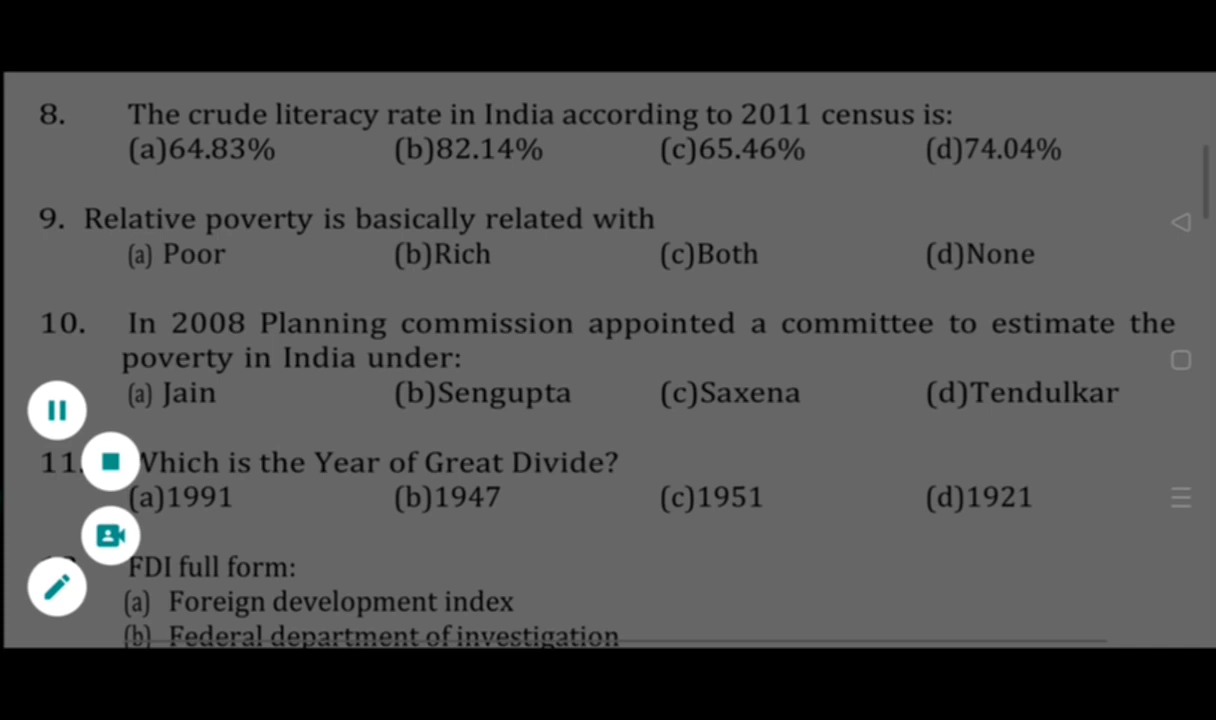 8. The crude literacy rate in India according to 2011 census is:
(a)64.83% (b)82.14% (c)65.46% (d)74.04%
9. Relative poverty is basically related with
(a) Poor (b)Rich (c)Both (d)None
10. In 2008 Planning commission appointed a committee to estimate the
poverty in India under:
(a) Jain (b)Sengupta (c)Saxena (d)Tendulkar
11. Which is the Year of Great Divide?
(a)1991 (b)1947 (c)1951 (d)1921
FDI full form:
(a) Foreign development index
(b) Federal department of investigation